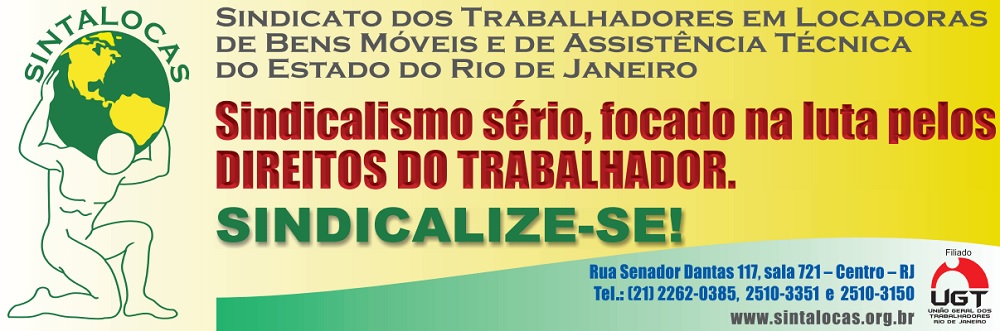 SINTALOCAS
SINDICATO DOS TRABALHADORES EM LOCADORAS
DE BENS MÓVEIS E DE ASSISTÊNCIA TÉCNICA
DO ESTADO DO RIO DE JANEIRO
Sindicalismo sério, focado na luta pelos
DIREITOS DO TRABALHADOR.
SINDICALIZE-SE!
Rua Senador Dantas 117, sala 721 – Centro – RJ
Tel.: (21) 2262-0385, 2510-3351 e 2510-3150
www.sintalocas.org.br
Filiado
UGT
UNIÃO GERAL DOS
TRABALHADORES
RIO DE JANEIRO